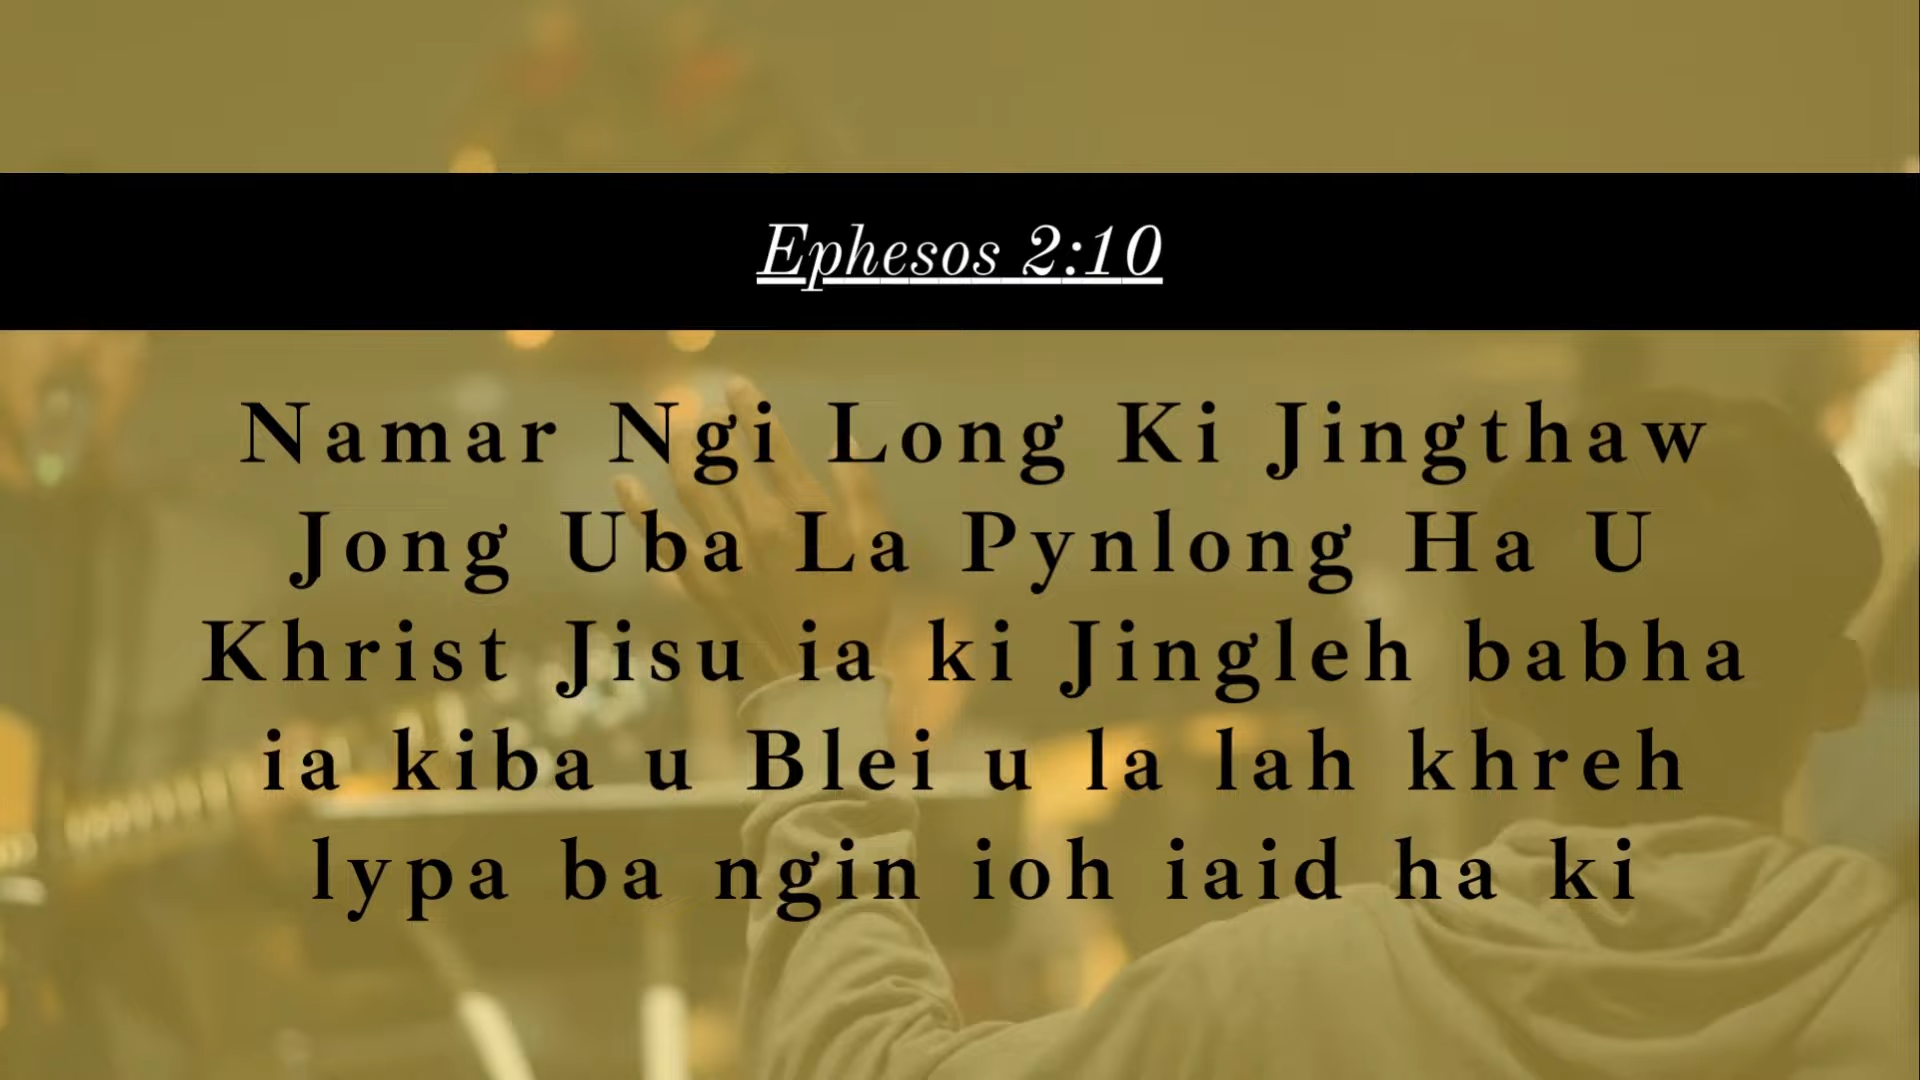 Ephesos 2:10
Namar Ngi Long Ki Jingthaw
Jong Uba La Pynlong Ha U
Khrist Jisu ia ki Jingleh babha
ia kiba u Blei u la lah khreh
lypa ba ngin ioh iaid ha ki